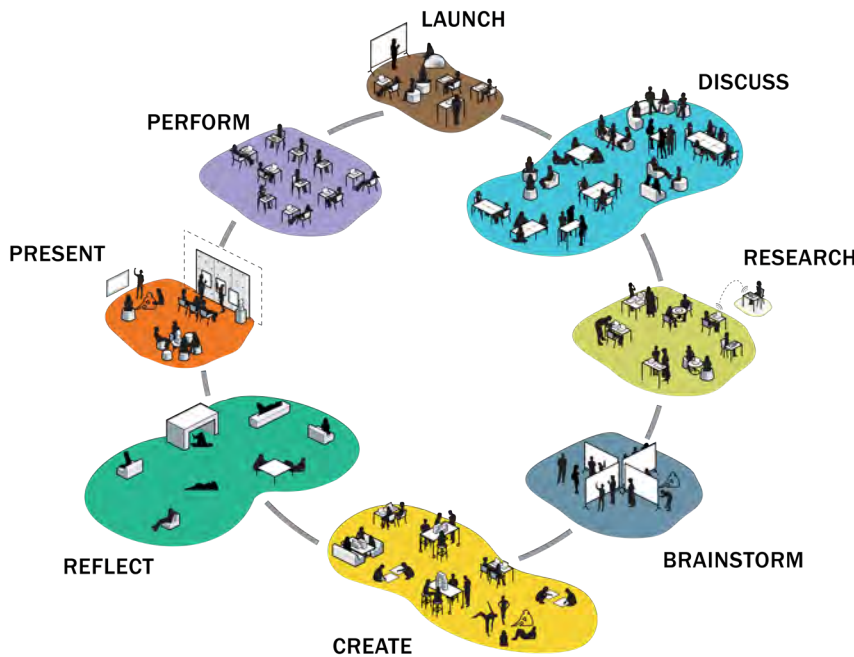 LAUNCH
DISCUSS
PERFORM
PRESENT
RESEARCH
BRAINSTORM
REFLECT
CREATE